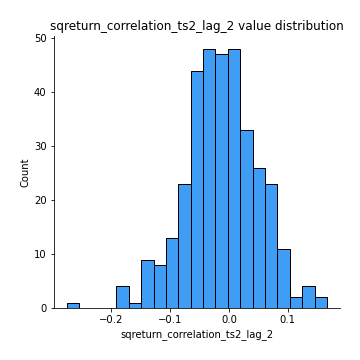 sqreturn_correlation_ts2_lag_2 value distribution
50
40
30
20
10
0
Count
−0.2 −0.1 0.0 0.1
sqreturn_correlation_ts2_lag_2